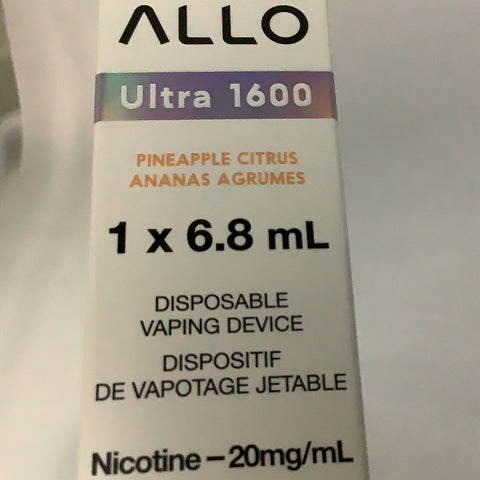 ALLO
Ultra 1600
PINEAPPLE CITRUS
ANANAS AGRUMES
1 x 6.8 mL
DISPOSABLE
VAPING DEVICE
DISPOSITIF
DE VAPOTAGE JETABLE
Nicotine – 20mg/mL